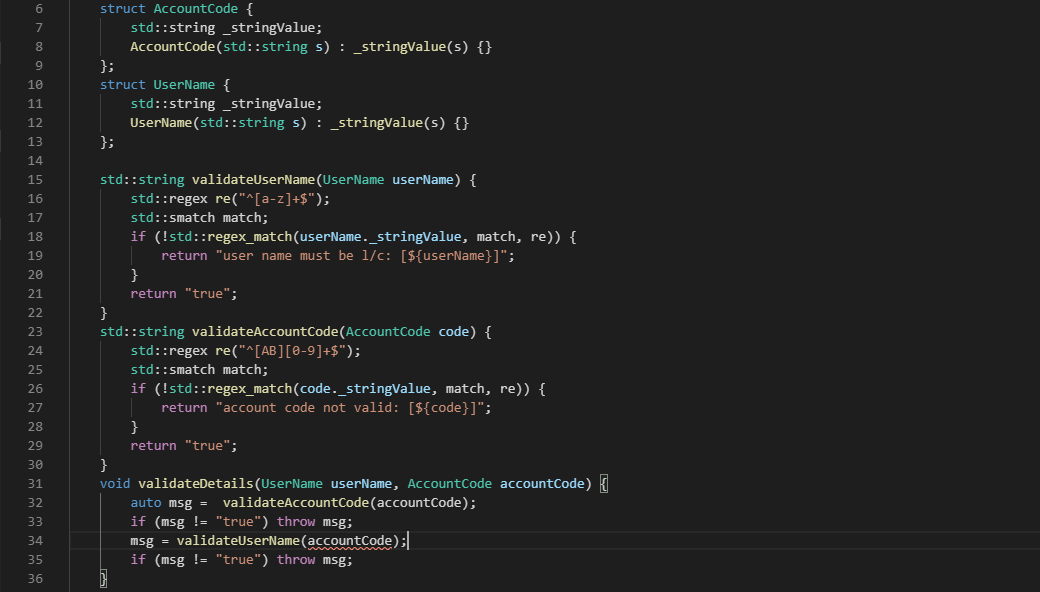 6 struct AccountCode {
7 std::string _stringValue;
8 AccountCode(std::string s) : _stringValue(s) {}
9 };
10 struct UserName {
11 std::string _stringValue;
12 UserName(std::string s) : _stringValue(s) {}
13 };
14
15 std::string validateUserName(UserName userName) {
16 std::regex re("^[a-z]+$");
17 std::smatch match;
18 if (!std::regex_match(userName._stringValue, match, re)) {
19 return "user name must be l/c: [${userName}]";
20 }
21 return "true";
22 }
23 std::string validateAccountCode(AccountCode code) {
24 std::regex re("^[AB][0-9]+$");
25 std::smatch match;
26 if (!std::regex_match(code._stringValue, match, re)) {
27 return "account code not valid: [${code}]";
28 }
29 return "true";
30 }
31 void validateDetails(UserName userName, AccountCode accountCode) {
32 auto msg =  validateAccountCode(accountCode);
33 if (msg != "true") throw msg;
34 msg = validateUserName(accountCode);
35 if (msg != "true") throw msg;
36 }